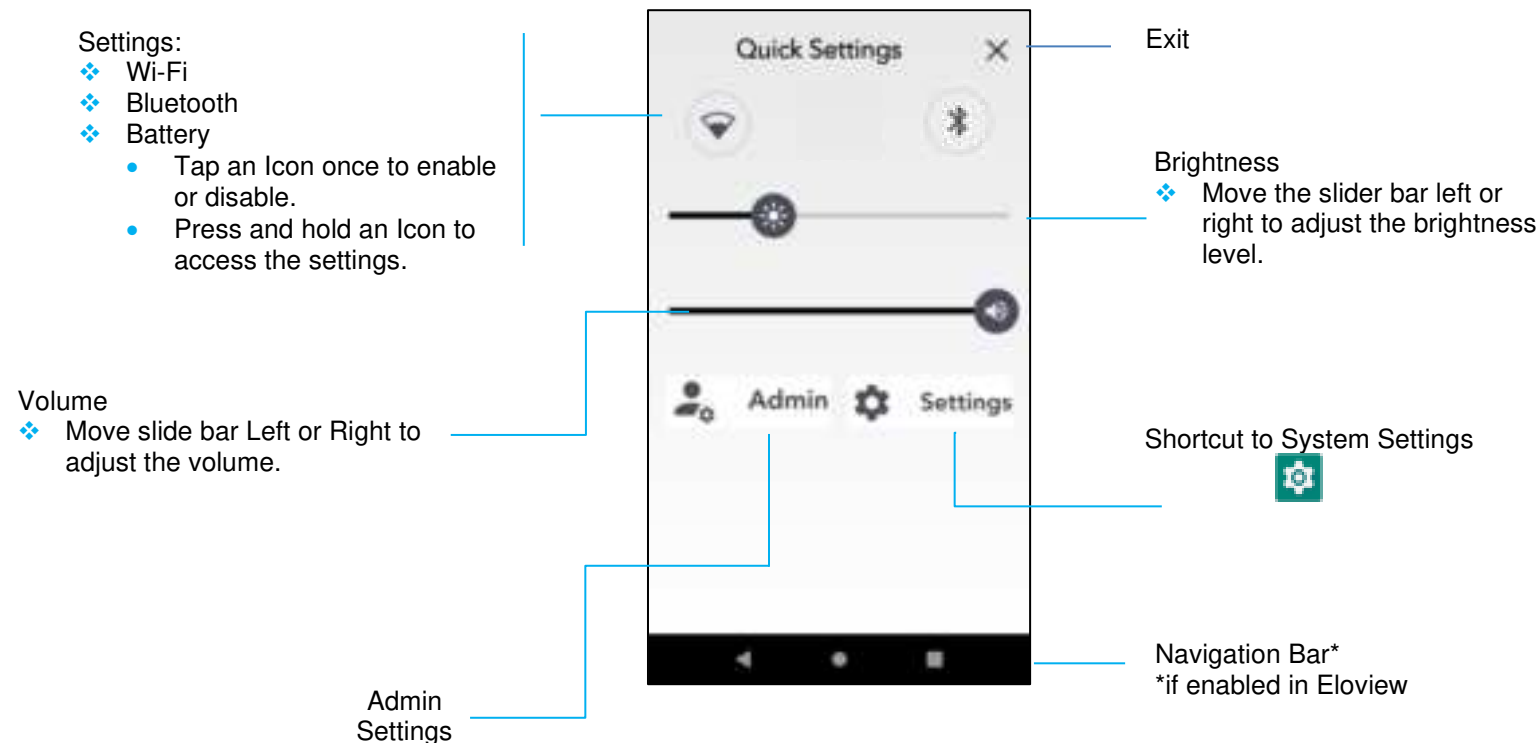 Settings:
Wi-Fi
Bluetooth
Battery
Tap an Icon once to enable
or disable.
Press and hold an Icon to
access the settings.
Volume
Move slide bar Left or Right to
adjust the volume.
Admin
Settings
Quick Settings
Admin
Settings
Exit
Brightness
Move the slider bar left or
right to adjust the brightness
level.
Shortcut to System Settings
Navigation Bar*
*if enabled in Eloview